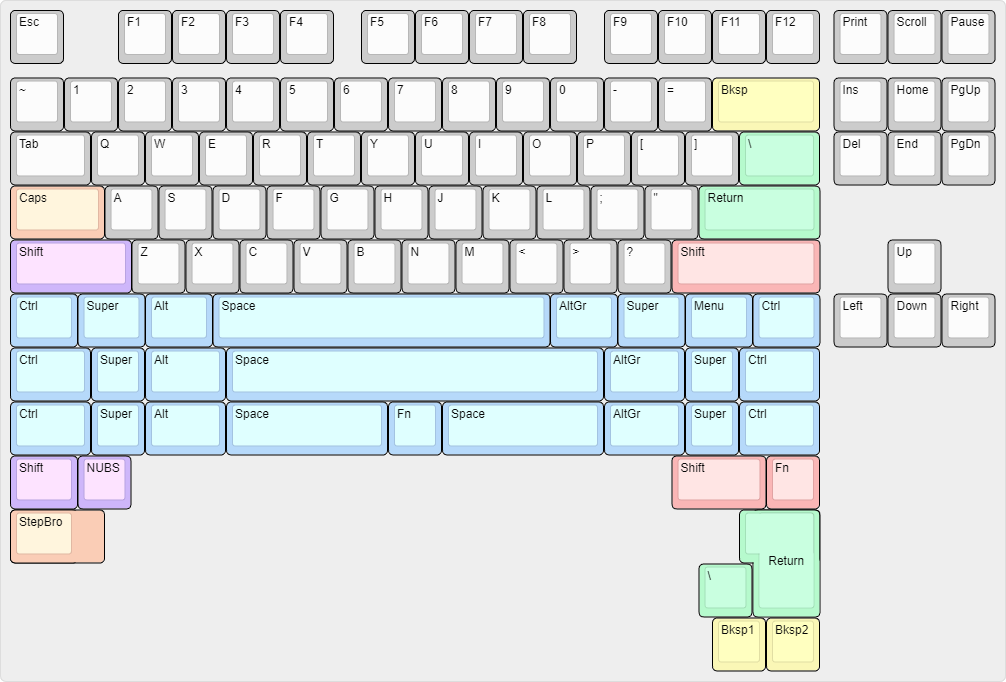 Esc F1 F2 F3 F4 F5 F6 F7 F8 F9 F10 F11 F12 Print Scroll Pause
~ 1 2 3 4 5 6 7 8 9 0 - = Bksp Ins Home PgUp
Tab Q W E R T Y U I O P [ ] \ Del End PgDn
Caps A S D F G H J K L ; " Return
Shift Z X C V B N M < > ? Shift Up
Ctrl Super Alt Space AltGr Super Menu Ctrl Left Down Right
Ctrl Super Alt Space AltGr Super Ctrl
Ctrl Super Alt Space Fn Space AltGr Super Ctrl
Shift NUBS Shift Fn
StepBro
Return
\
Bksp1 Bksp2